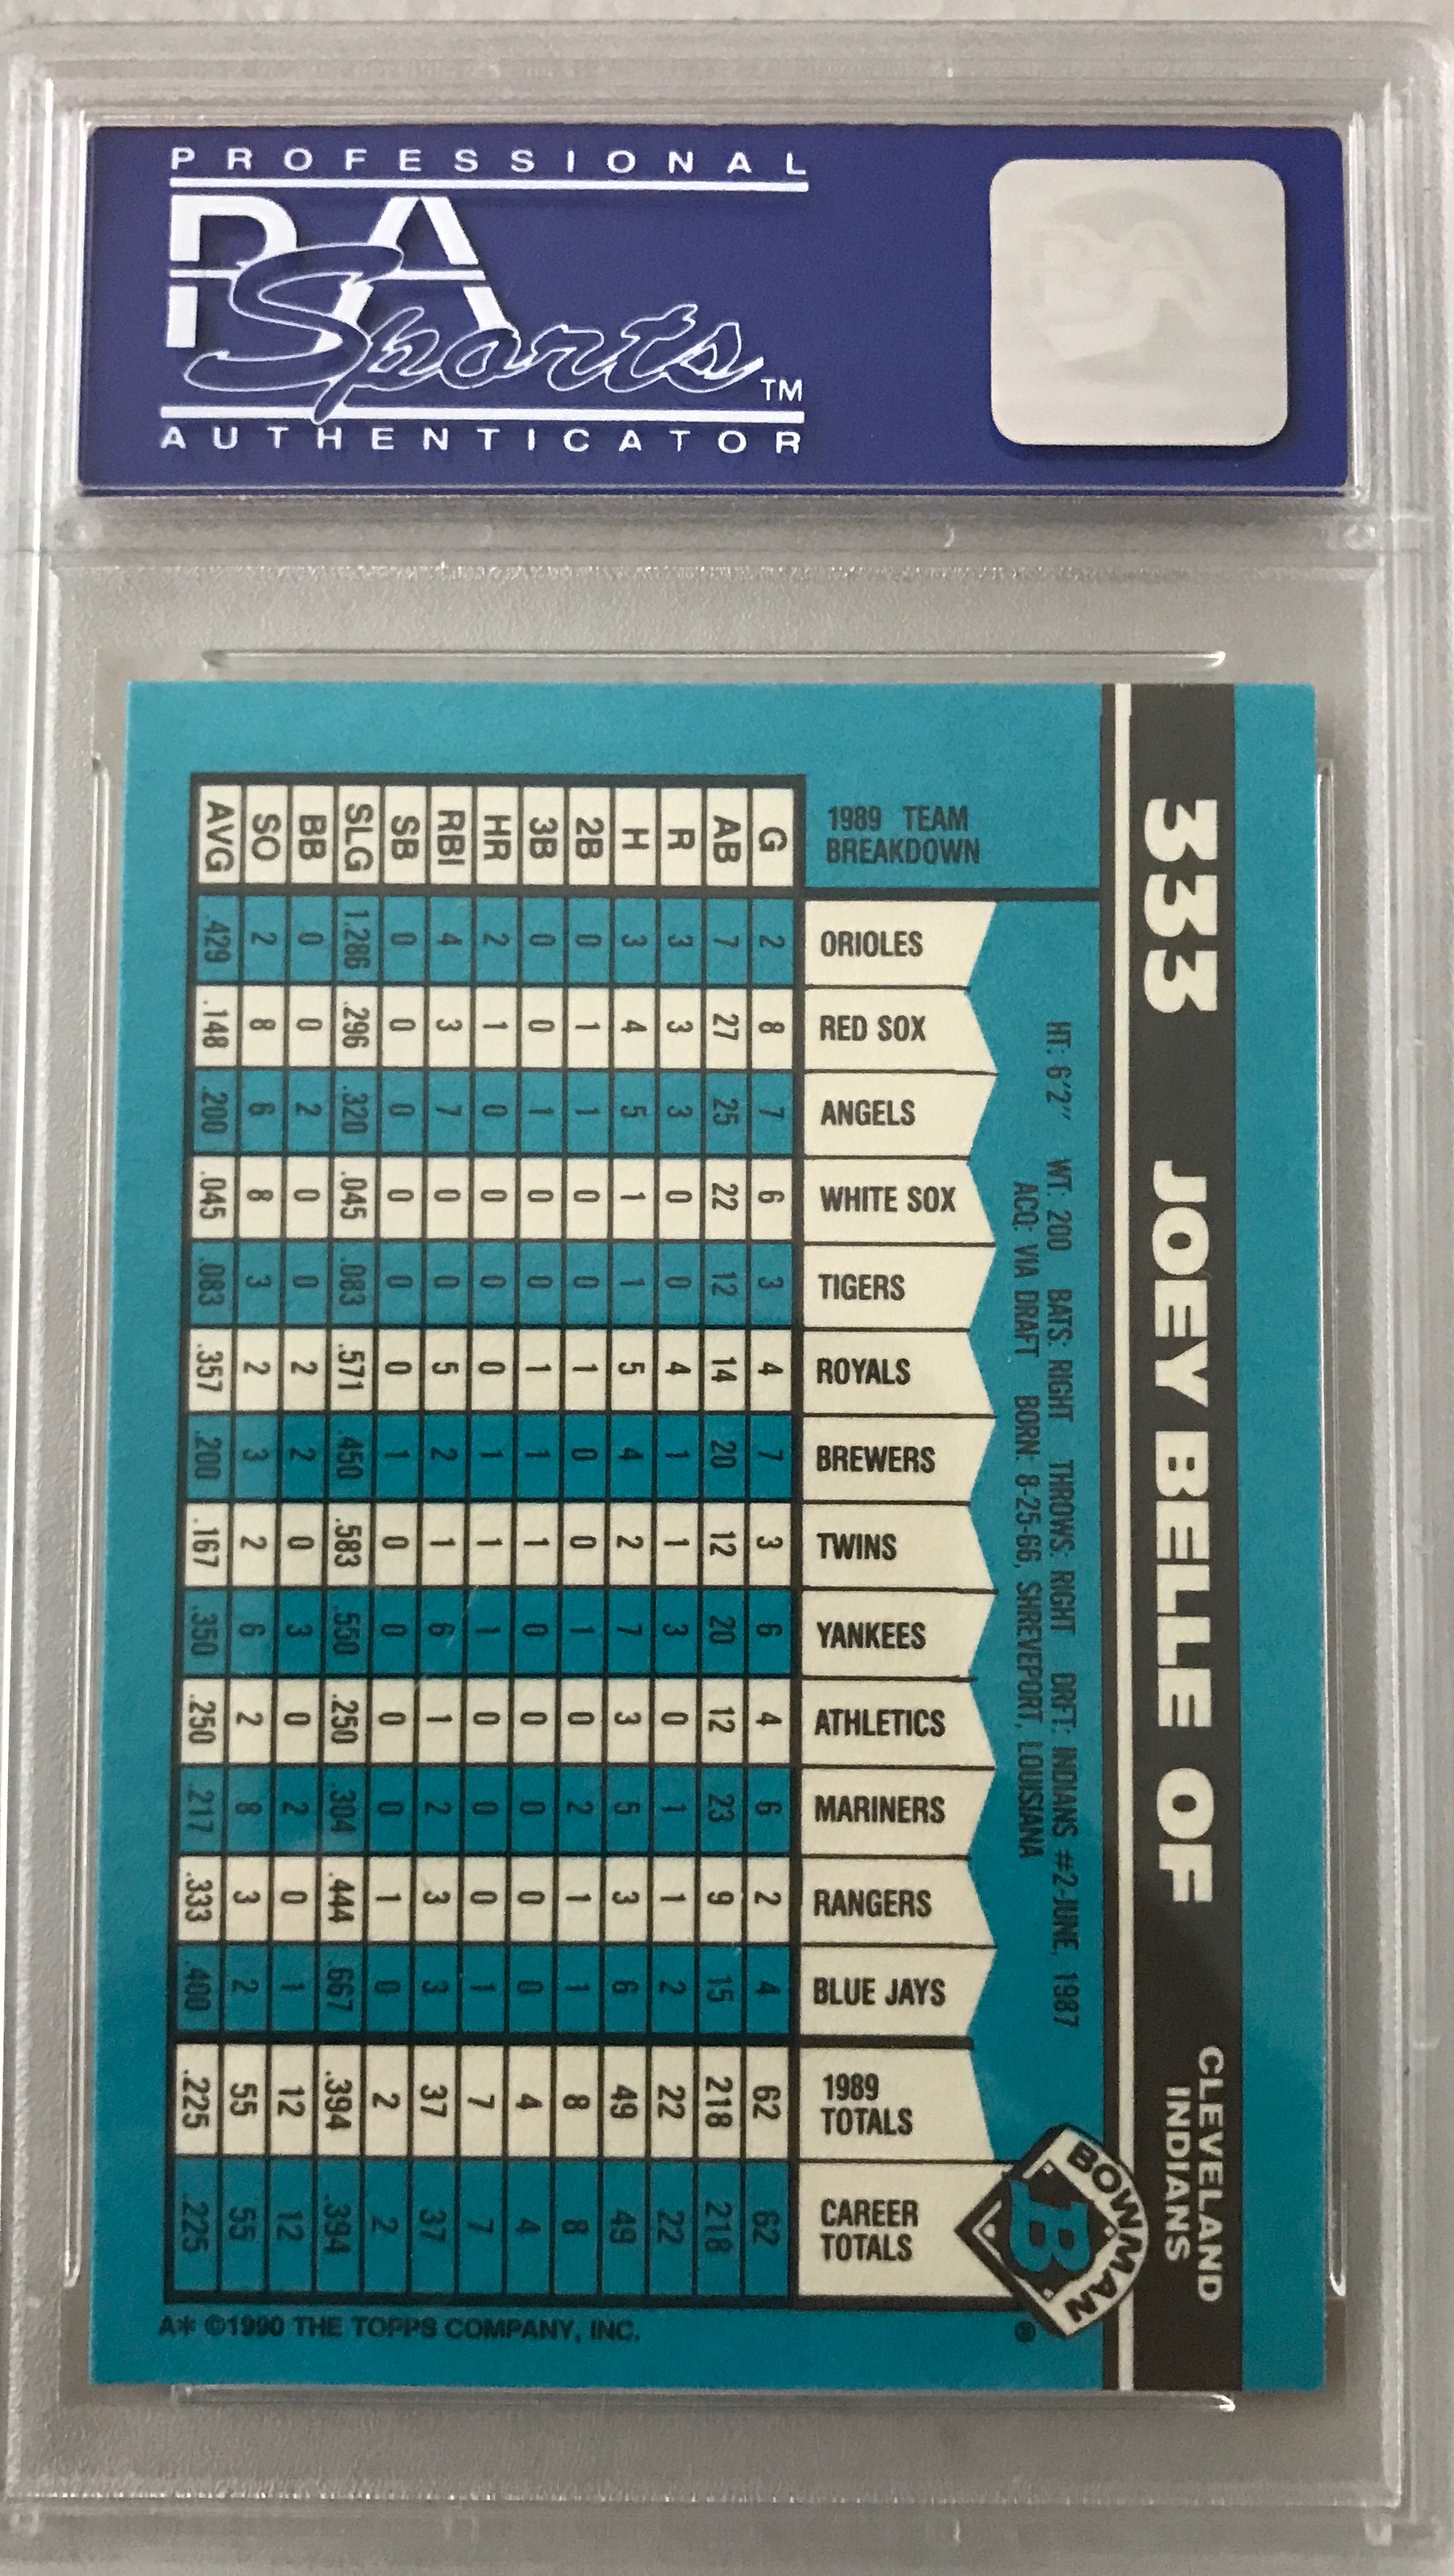 PROFESSIONAL
PSA
Sports TM
AUTHENTICATOR
333 JOEY BELLE OF CLEVELAND INDIANS
HT: 6'2" WT: 200 BATS: RIGHT THROWS: RIGHT DRFT: INDIANS #2-JUNE, 1987
ACQ: VIA DRAFT BORN: 8-25-66, SHREVEPORT, LOUISIANA
BOWMAN
B
1989 TEAM BREAKDOWN G AB R H 2B 3B HR RBI SB SLG BB SO AVG
ORIOLES 2 7 3 3 0 0 2 4 0 1.286 0 2 .429
RED SOX 8 27 3 4 1 0 1 3 0 .296 0 8 .148
ANGELS 7 25 3 5 1 1 0 7 0 .320 2 6 .200
WHITE SOX 6 22 0 1 0 0 0 0 0 .045 0 8 .045
TIGERS 3 12 0 1 0 0 0 0 0 .083 0 3 .083
ROYALS 4 14 4 5 1 1 0 5 0 .571 2 2 .357
BREWERS 7 20 1 4 0 1 1 2 1 .450 2 3 .200
TWINS 3 12 1 2 0 1 1 1 0 .583 0 2 .167
YANKEES 6 20 3 7 1 0 1 6 0 .550 3 6 .350
ATHLETICS 4 12 0 3 0 0 0 1 0 .250 0 2 .250
MARINERS 6 23 1 5 2 0 0 2 0 .304 2 8 .217
RANGERS 2 9 1 3 1 0 0 3 1 .444 0 3 .333
BLUE JAYS 4 15 2 6 1 0 1 3 0 .667 1 2 .400
1989 TOTALS 62 218 22 49 8 4 7 37 2 .394 12 55 .225
CAREER TOTALS 62 218 22 49 8 4 7 37 2 .394 12 55 .225
A* ©1990 THE TOPPS COMPANY, INC. ®